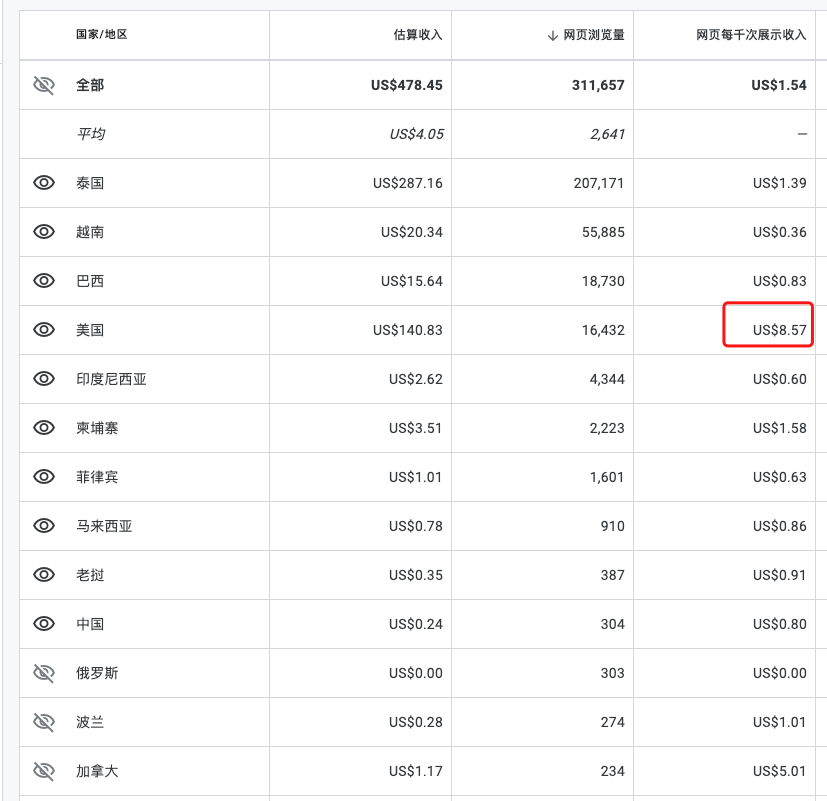 国家/地区 估算收入 ↓ 网页浏览量 网页每千次展示收入
全部 US$478.45 311,657 US$1.54
平均 US$4.05 2,641 —
泰国 US$287.16 207,171 US$1.39
越南 US$20.34 55,885 US$0.36
巴西 US$15.64 18,730 US$0.83
美国 US$140.83 16,432 US$8.57
印度尼西亚 US$2.62 4,344 US$0.60
柬埔寨 US$3.51 2,223 US$1.58
菲律宾 US$1.01 1,601 US$0.63
马来西亚 US$0.78 910 US$0.86
老挝 US$0.35 387 US$0.91
中国 US$0.24 304 US$0.80
俄罗斯 US$0.00 303 US$0.00
波兰 US$0.28 274 US$1.01
加拿大 US$1.17 234 US$5.01